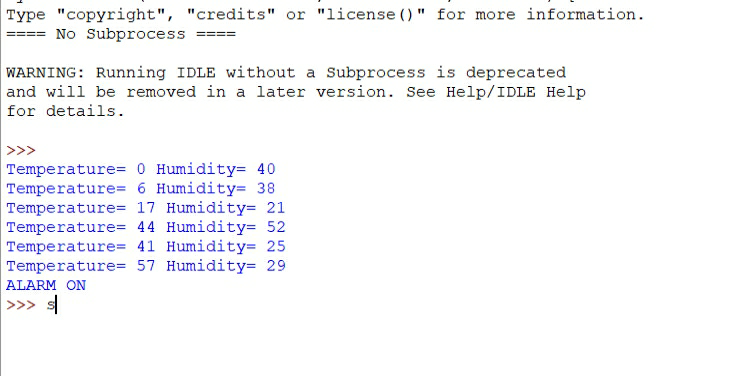 Type "copyright", "credits" or "license()" for more information.
==== No Subprocess ====
WARNING: Running IDLE without a Subprocess is deprecated
and will be removed in a later version. See Help/IDLE Help
for details.
>>>
Temperature= 0 Humidity= 40
Temperature= 6 Humidity= 38
Temperature= 17 Humidity= 21
Temperature= 44 Humidity= 52
Temperature= 41 Humidity= 25
Temperature= 57 Humidity= 29
ALARM ON
>>> s